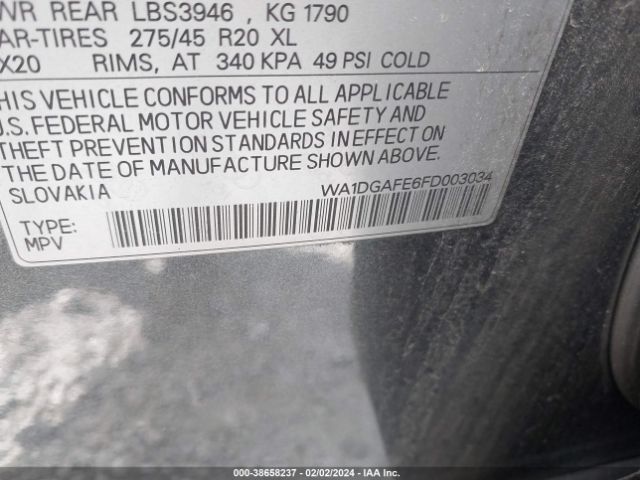 WR REAR LBS3946 , KG 1790
AR-TIRES 275/45 R20 XL
X20 RIMS, AT 340 KPA 49 PSI COLD
THIS VEHICLE CONFORMS TO ALL APPLICABLE
U.S. FEDERAL MOTOR VEHICLE SAFETY AND
THEFT PREVENTION STANDARDS IN EFFECT ON
THE DATE OF MANUFACTURE SHOWN ABOVE.
SLOVAKIA WA1DGAFE6FD003034
TYPE:
MPV
000-38658237 - 02/02/2024 - IAA Inc.